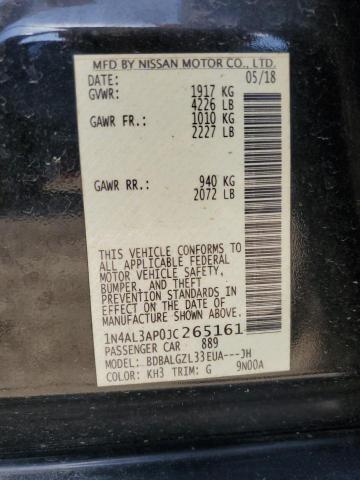 MFD BY NISSAN MOTOR CO., LTD.
DATE: 05/18
GVWR: 1917 KG
4226 LB
GAWR FR.: 1010 KG
2227 LB
GAWR RR.: 940 KG
2072 LB
THIS VEHICLE CONFORMS TO
ALL APPLICABLE FEDERAL
MOTOR VEHICLE SAFETY,
BUMPER, AND THEFT
PREVENTION STANDARDS IN
EFFECT ON THE DATE OF
MANUFACTURE SHOWN ABOVE.
1N4AL3AP0JC265161
PASSENGER CAR 889
MODEL: BDBALGZL33EUA---JH
COLOR: KH3 TRIM: G 9N00A